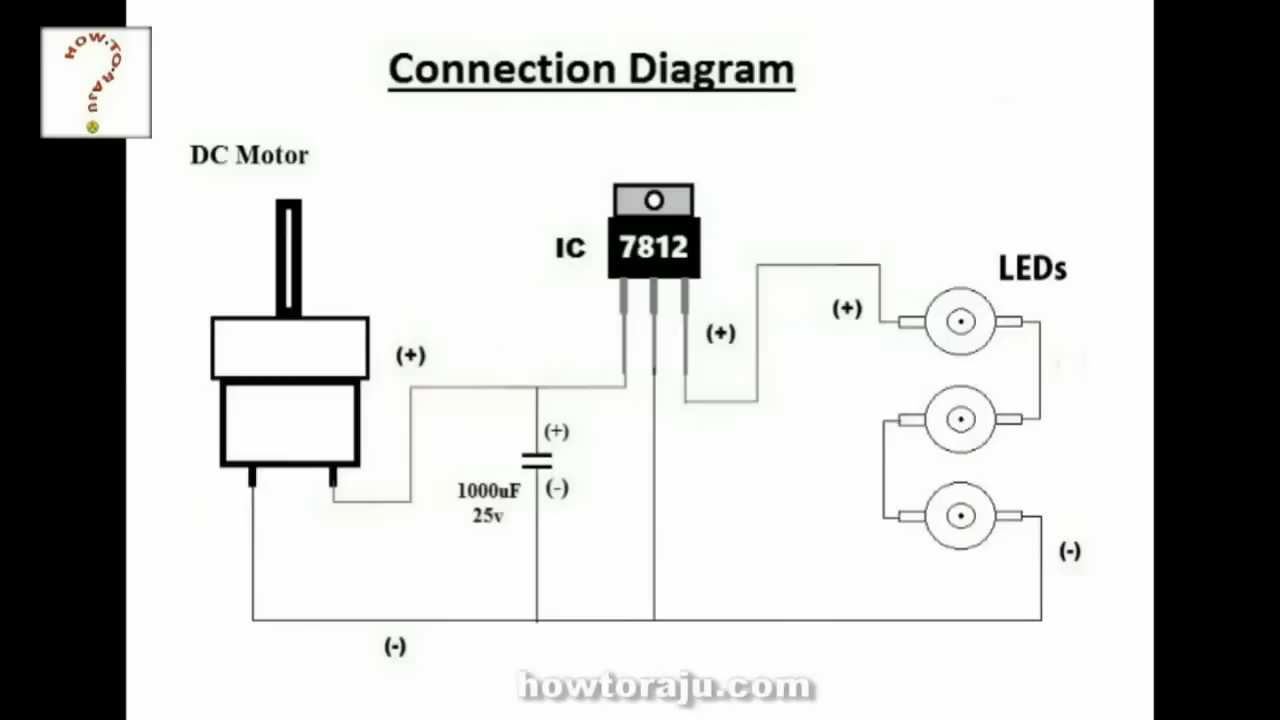 HOW.TO.RAJU
Connection Diagram
DC Motor
IC
7812
LEDs
(+)
(+)
(+)
(+)
1000uF
(-)
25v
(-)
(-)
howtoraju.com